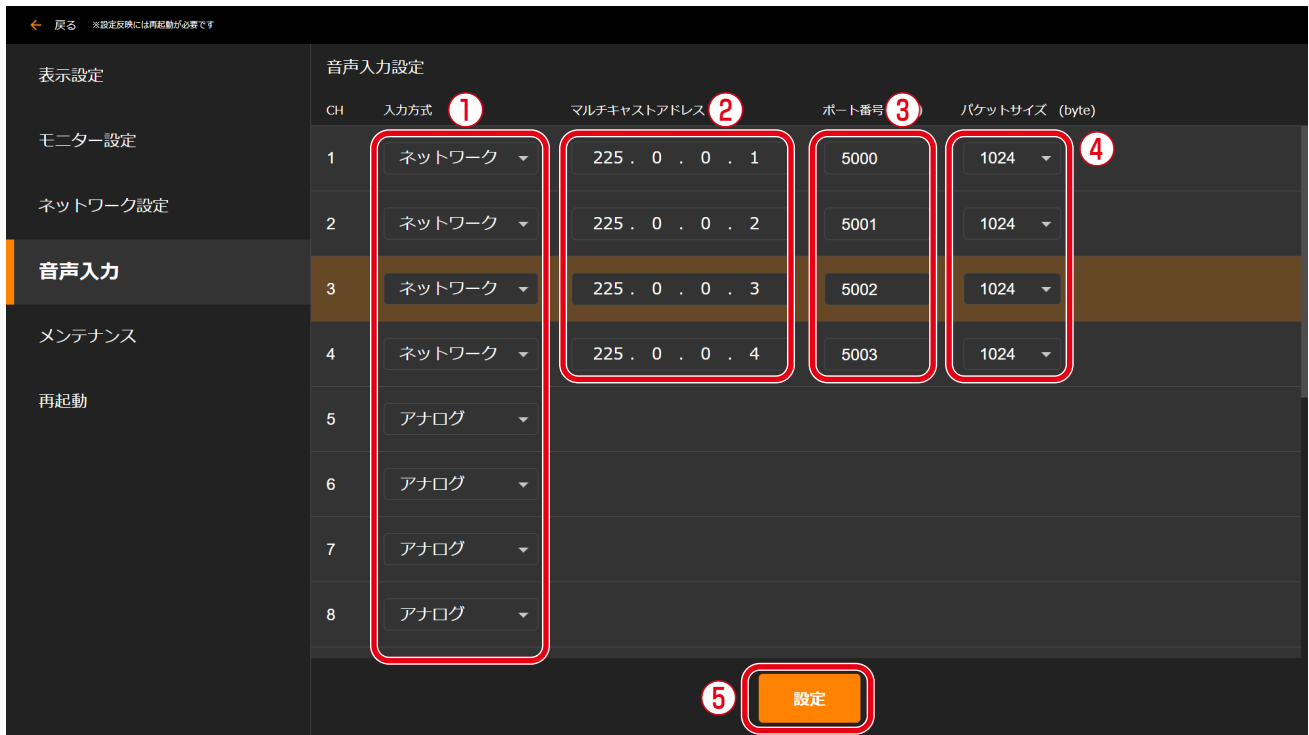 ← 戻る ※設定反映には再起動が必要です
表示設定
モニター設定
ネットワーク設定
音声入力
メンテナンス
再起動
音声入力設定
CH 入力方式 ① マルチキャストアドレス ② ポート番号 ③ ) パケットサイズ (byte)
④
1 ネットワーク 225 . 0 . 0 . 1 5000 1024
2 ネットワーク 225 . 0 . 0 . 2 5001 1024
3 ネットワーク 225 . 0 . 0 . 3 5002 1024
4 ネットワーク 225 . 0 . 0 . 4 5003 1024
5 アナログ
6 アナログ
7 アナログ
8 アナログ
⑤ 設定